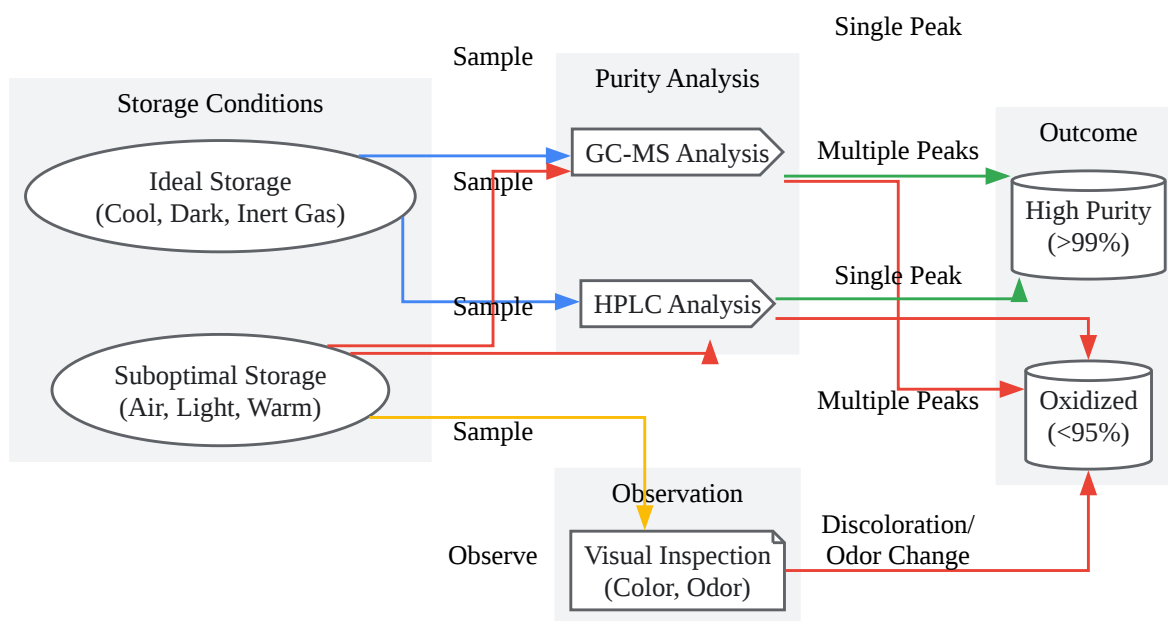 Single Peak
Sample
Purity Analysis
Storage Conditions
Outcome
GC-MS Analysis
Multiple Peaks
Ideal Storage
(Cool, Dark, Inert Gas)
Sample
High Purity
(>99%)
Single Peak
Sample
HPLC Analysis
Suboptimal Storage
(Air, Light, Warm)
Multiple Peaks
Oxidized
(<95%)
Sample
Observation
Discoloration/
Odor Change
Observe
Visual Inspection
(Color, Odor)